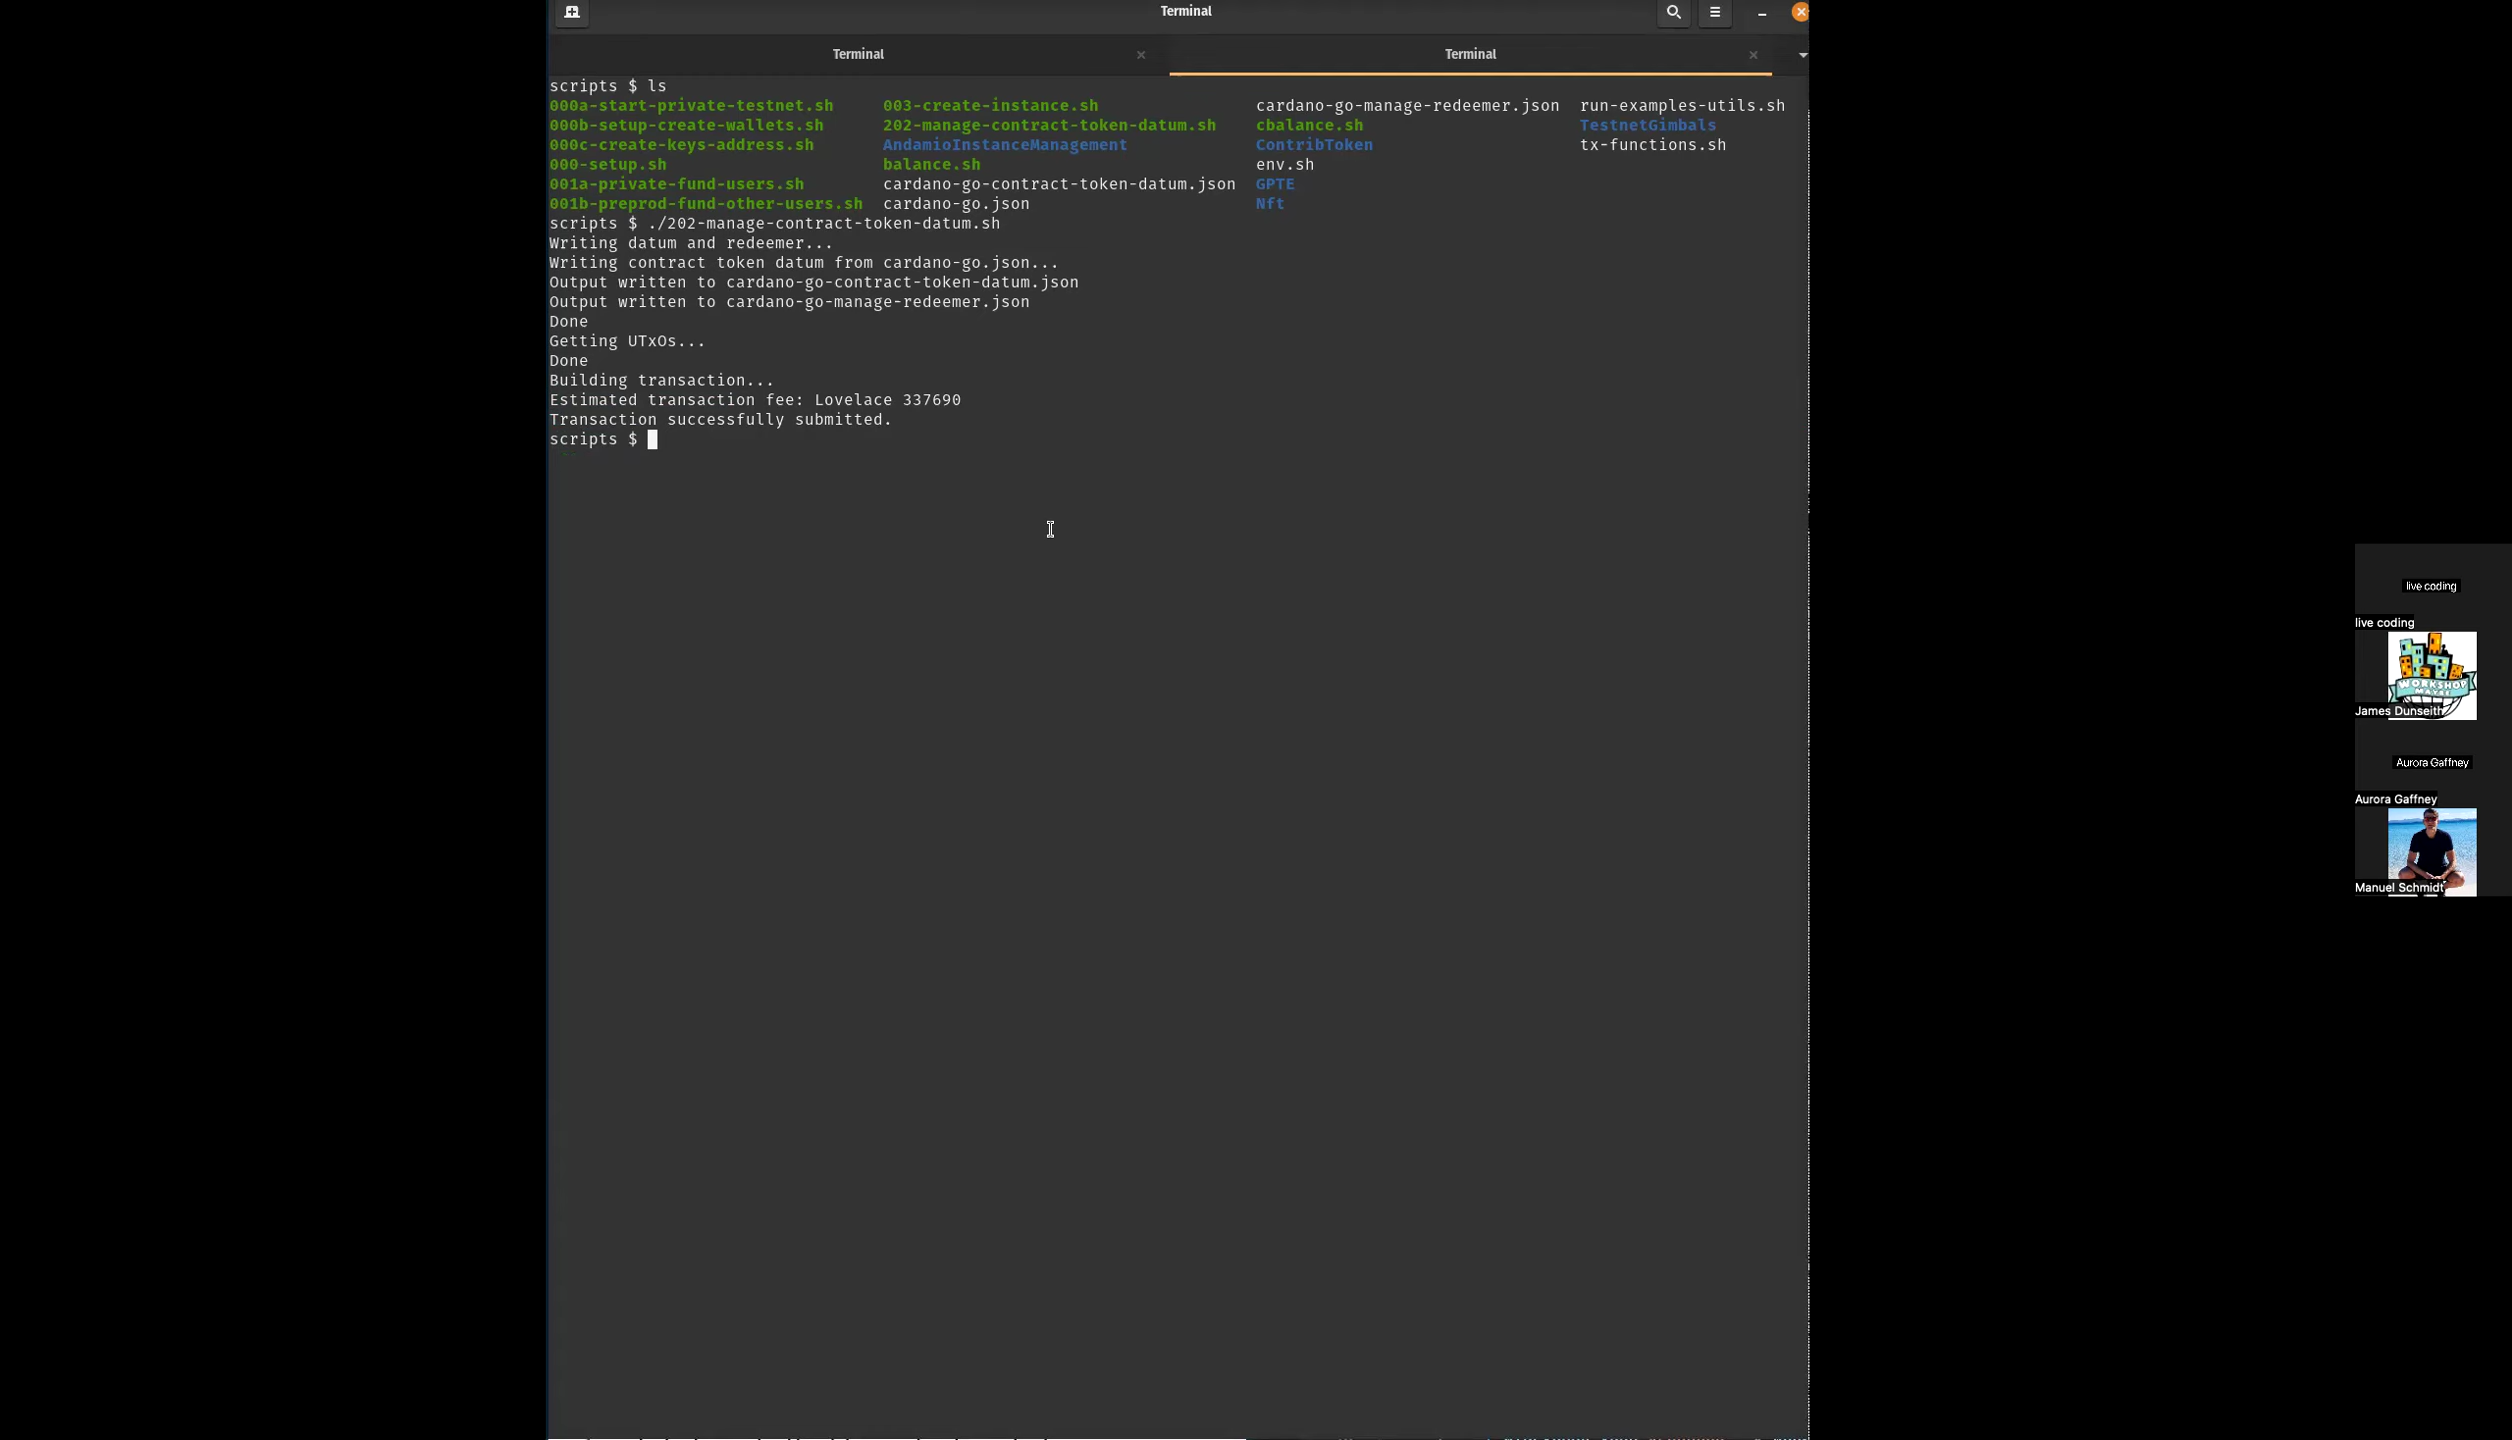 Terminal
Terminal
Terminal
scripts $ ls
000a-start-private-testnet.sh 003-create-instance.sh cardano-go-manage-redeemer.json run-examples-utils.sh
000b-setup-create-wallets.sh 202-manage-contract-token-datum.sh cbalance.sh TestnetGimbals
000c-create-keys-address.sh AndamioInstanceManagement ContribToken tx-functions.sh
000-setup.sh balance.sh env.sh
001a-private-fund-users.sh cardano-go-contract-token-datum.json GPTE
001b-preprod-fund-other-users.sh cardano-go.json Nft
scripts $ ./202-manage-contract-token-datum.sh
Writing datum and redeemer...
Writing contract token datum from cardano-go.json...
Output written to cardano-go-contract-token-datum.json
Output written to cardano-go-manage-redeemer.json
Done
Getting UTxOs...
Done
Building transaction...
Estimated transaction fee: Lovelace 337690
Transaction successfully submitted.
scripts $
live coding
live coding
WORKSHOP
MAYBE
James Dunseith
Aurora Gaffney
Aurora Gaffney
Manuel Schmidt